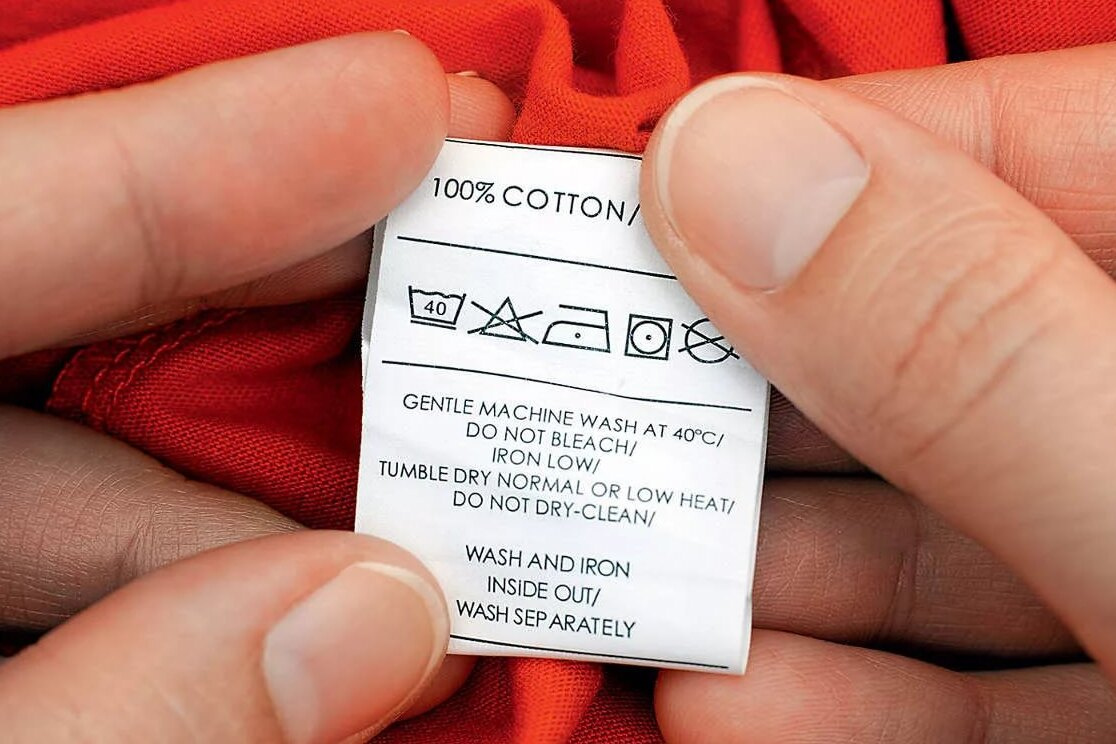 100% COTTON/
40
GENTLE MACHINE WASH AT 40°C/
DO NOT BLEACH/
IRON LOW/
TUMBLE DRY NORMAL OR LOW HEAT/
DO NOT DRY-CLEAN/
WASH AND IRON
INSIDE OUT/
WASH SEPARATELY